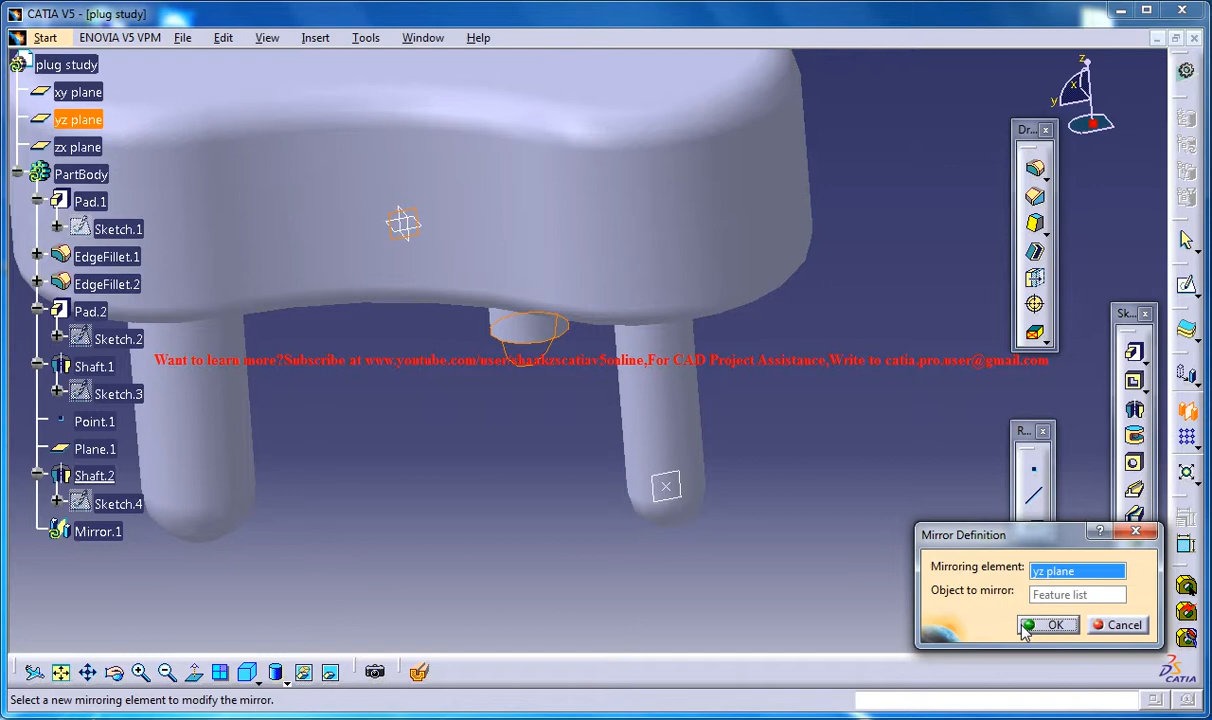 CATIA V5 - [plug study]
Start ENOVIA V5 VPM File Edit View Insert Tools Window Help
plug study
xy plane
yz plane
zx plane
PartBody
Pad.1
Sketch.1
EdgeFillet.1
EdgeFillet.2
Pad.2
Sketch.2
Shaft.1
Sketch.3
Point.1
Plane.1
Shaft.2
Sketch.4
Mirror.1
z
x
y
Dr...
Sk...
R...
Want to learn more?Subscribe at www.youtube.com/user/shaakzscatiav5online,For CAD Project Assistance,Write to catia.pro.user@gmail.com
Mirror Definition
Mirroring element: yz plane
Object to mirror: Feature list
OK Cancel
CATIA
Select a new mirroring element to modify the mirror.